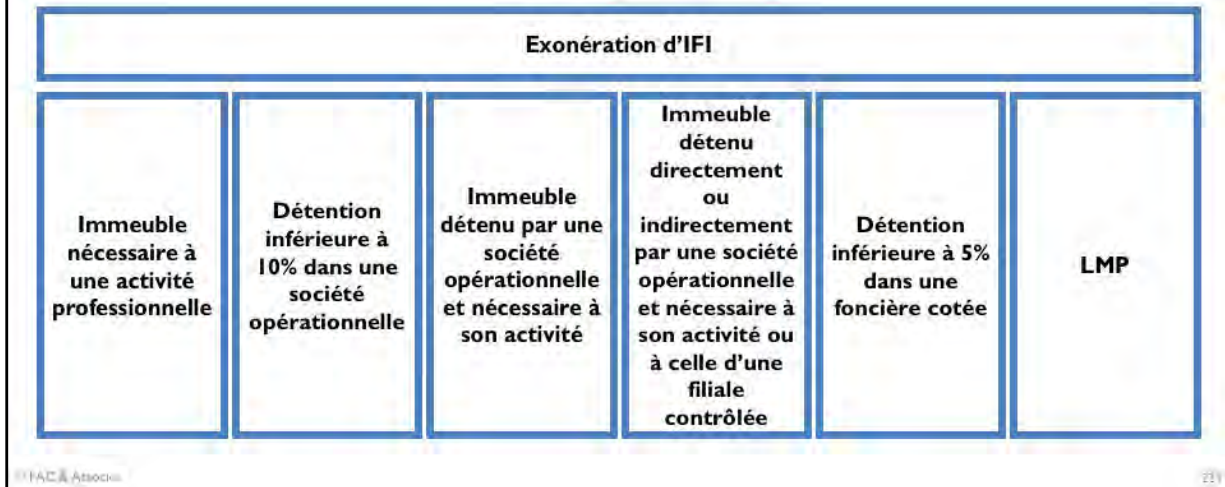 Exonération d'IFI
Immeuble
nécessaire à
une activité
professionnelle
Détention
inférieure à
10% dans une
société
opérationnelle
Immeuble
détenu par une
société
opérationnelle
et nécessaire à
son activité
Immeuble
détenu
directement
ou
indirectement
par une société
opérationnelle
et nécessaire à
son activité ou
à celle d'une
filiale
contrôlée
Détention
inférieure à 5%
dans une
foncière cotée
LMP